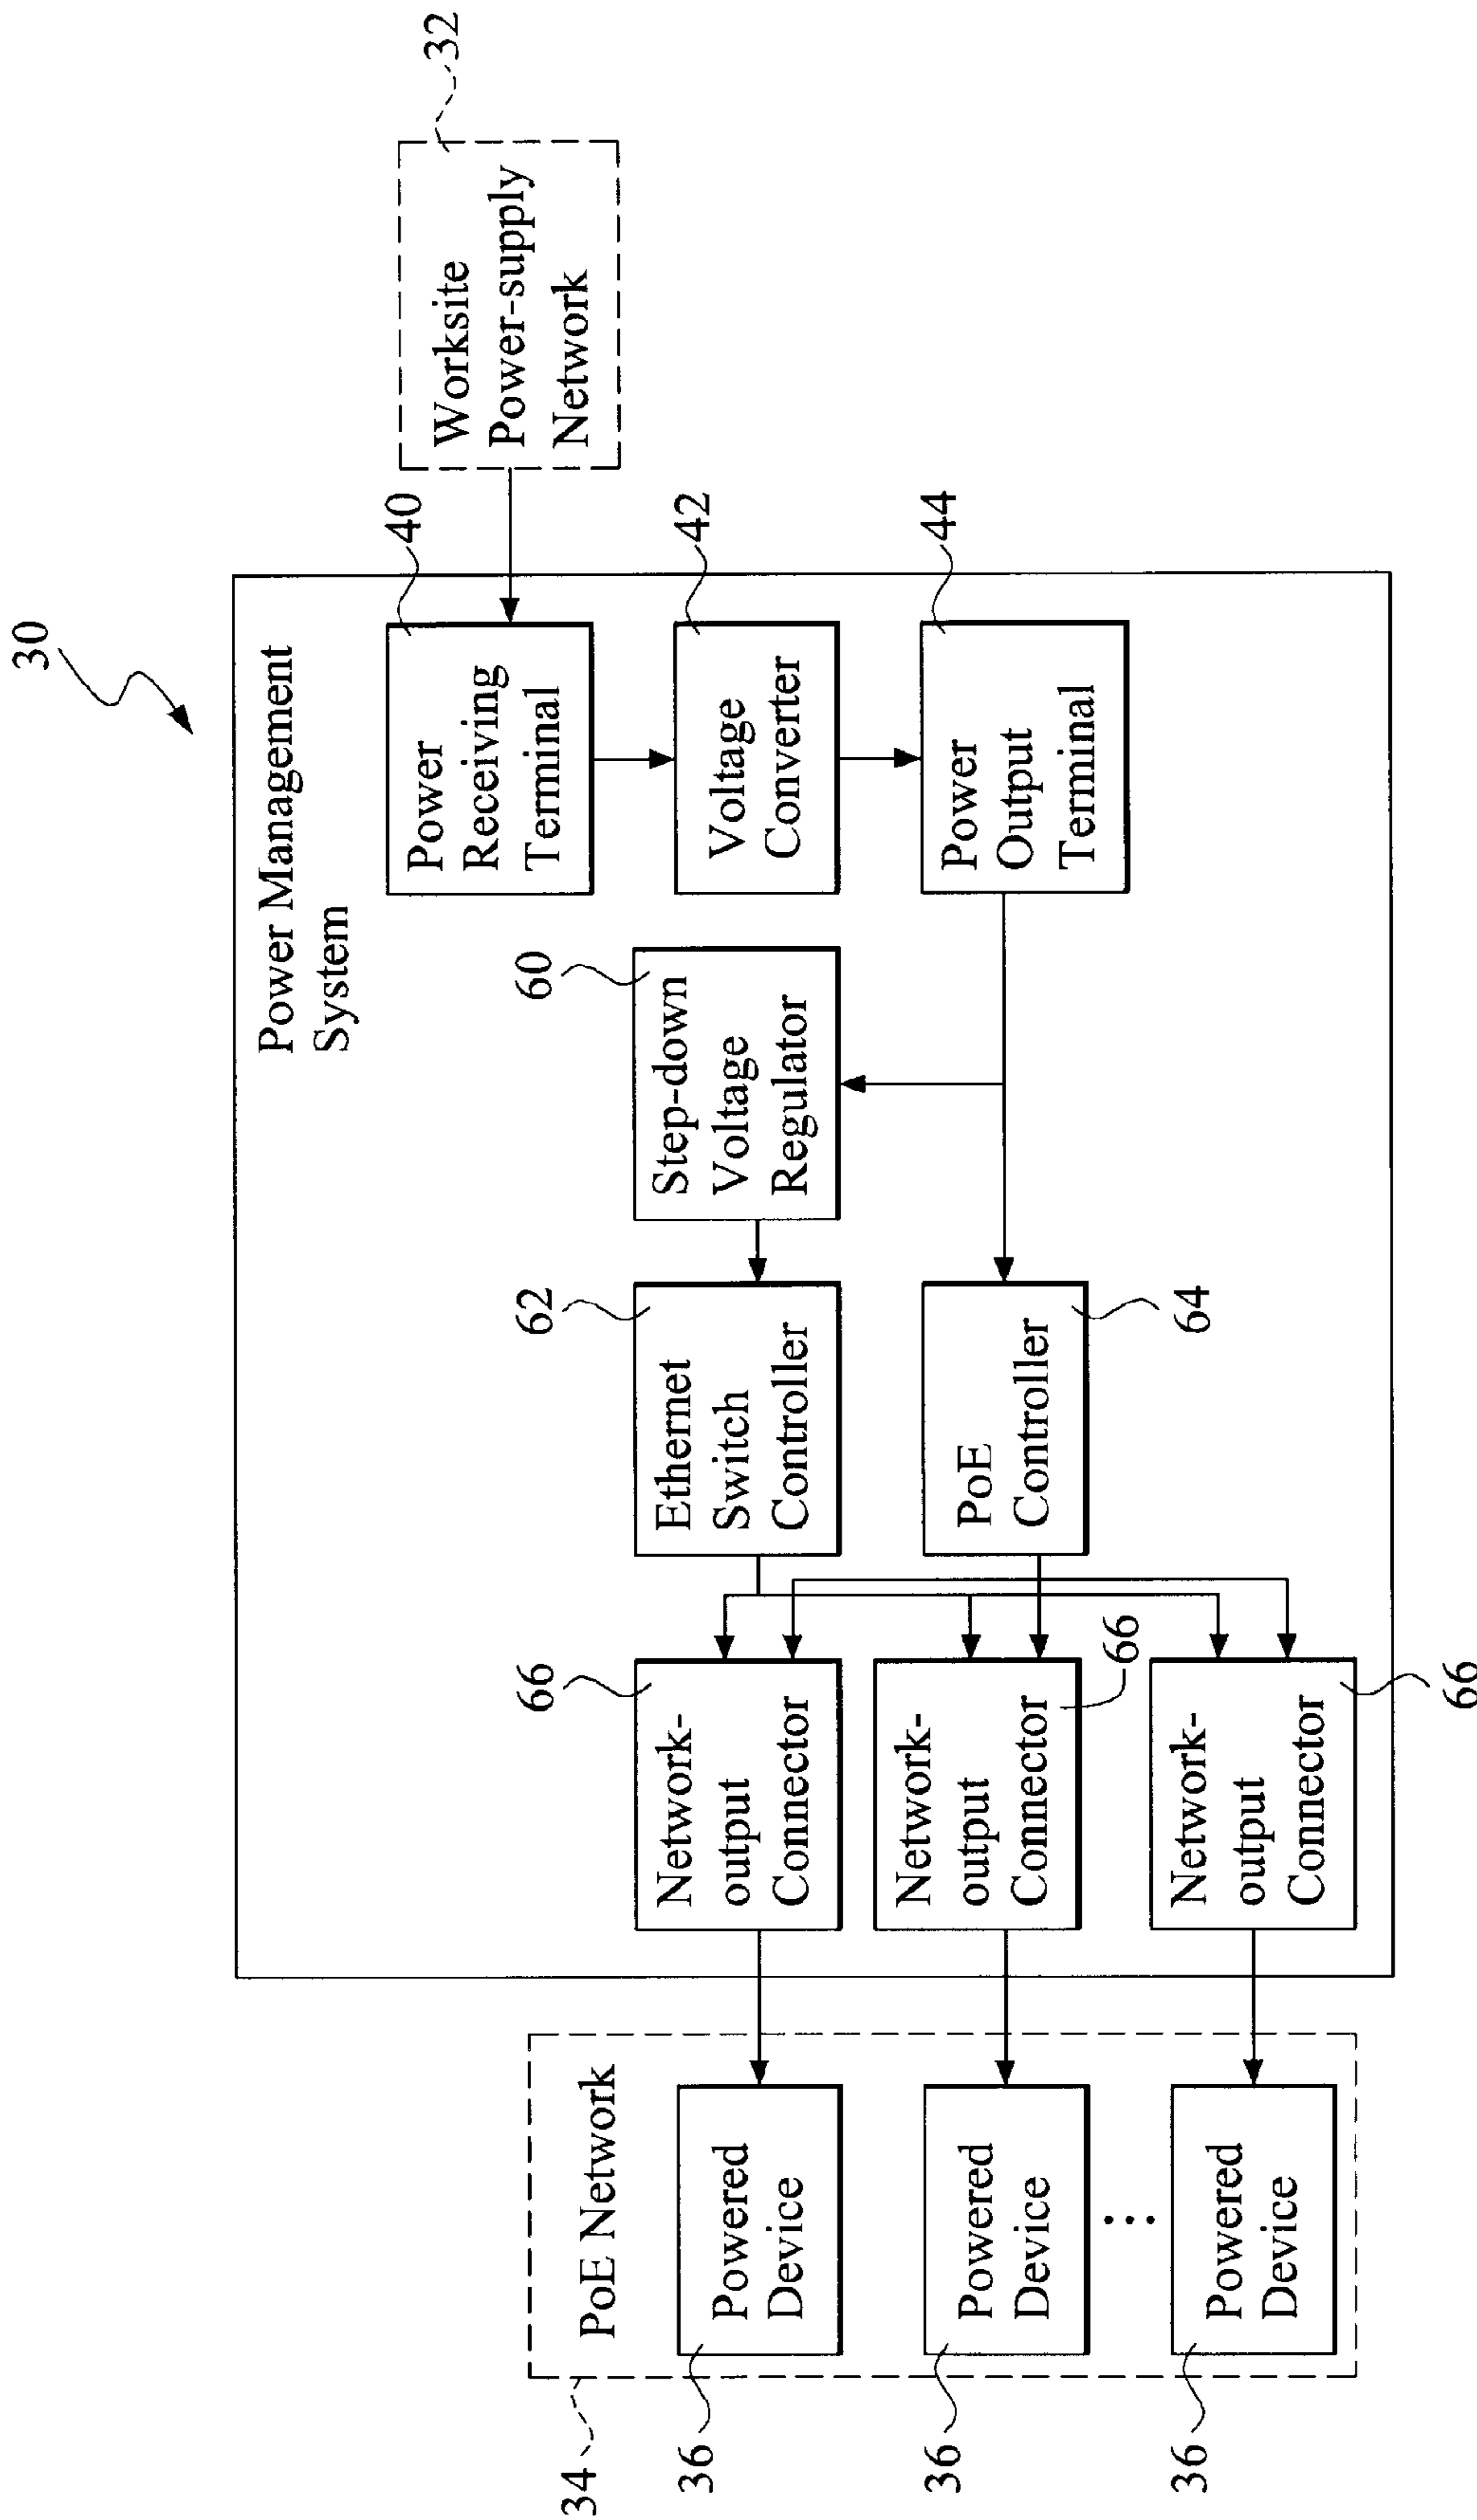 30
32
Power Management
System
Worksite
Power-supply
Network
40
Power
Receiving
Terminal
42
Voltage
Converter
44
Power
Output
Terminal
60
Step-down
Voltage
Regulator
62
Ethernet
Switch
Controller
64
PoE
Controller
66
Network-
output
Connector
66
Network-
output
Connector
66
Network-
output
Connector
34
PoE Network
36
Powered
Device
36
Powered
Device
36
Powered
Device